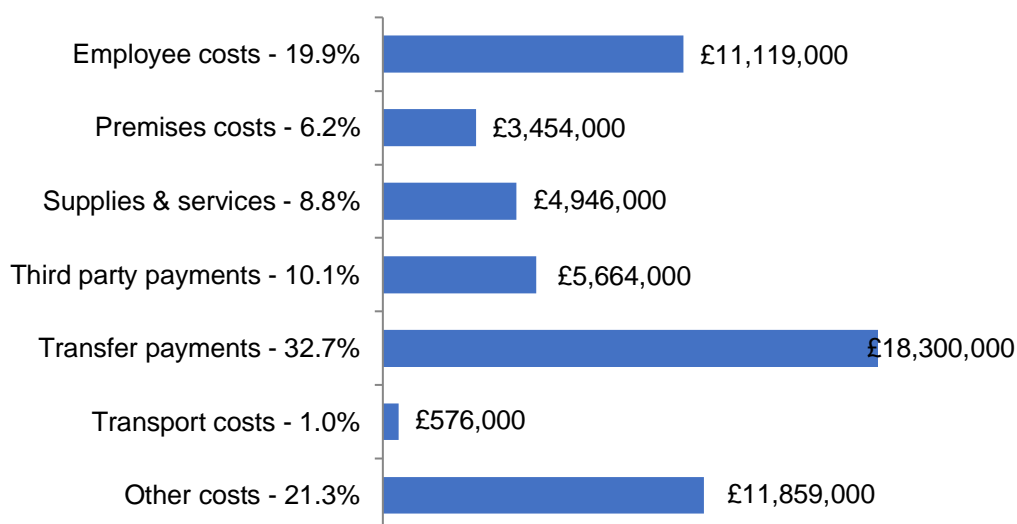 Employee costs - 19.9% £11,119,000
Premises costs - 6.2% £3,454,000
Supplies & services - 8.8% £4,946,000
Third party payments - 10.1% £5,664,000
Transfer payments - 32.7% £18,300,000
Transport costs - 1.0% £576,000
Other costs - 21.3% £11,859,000